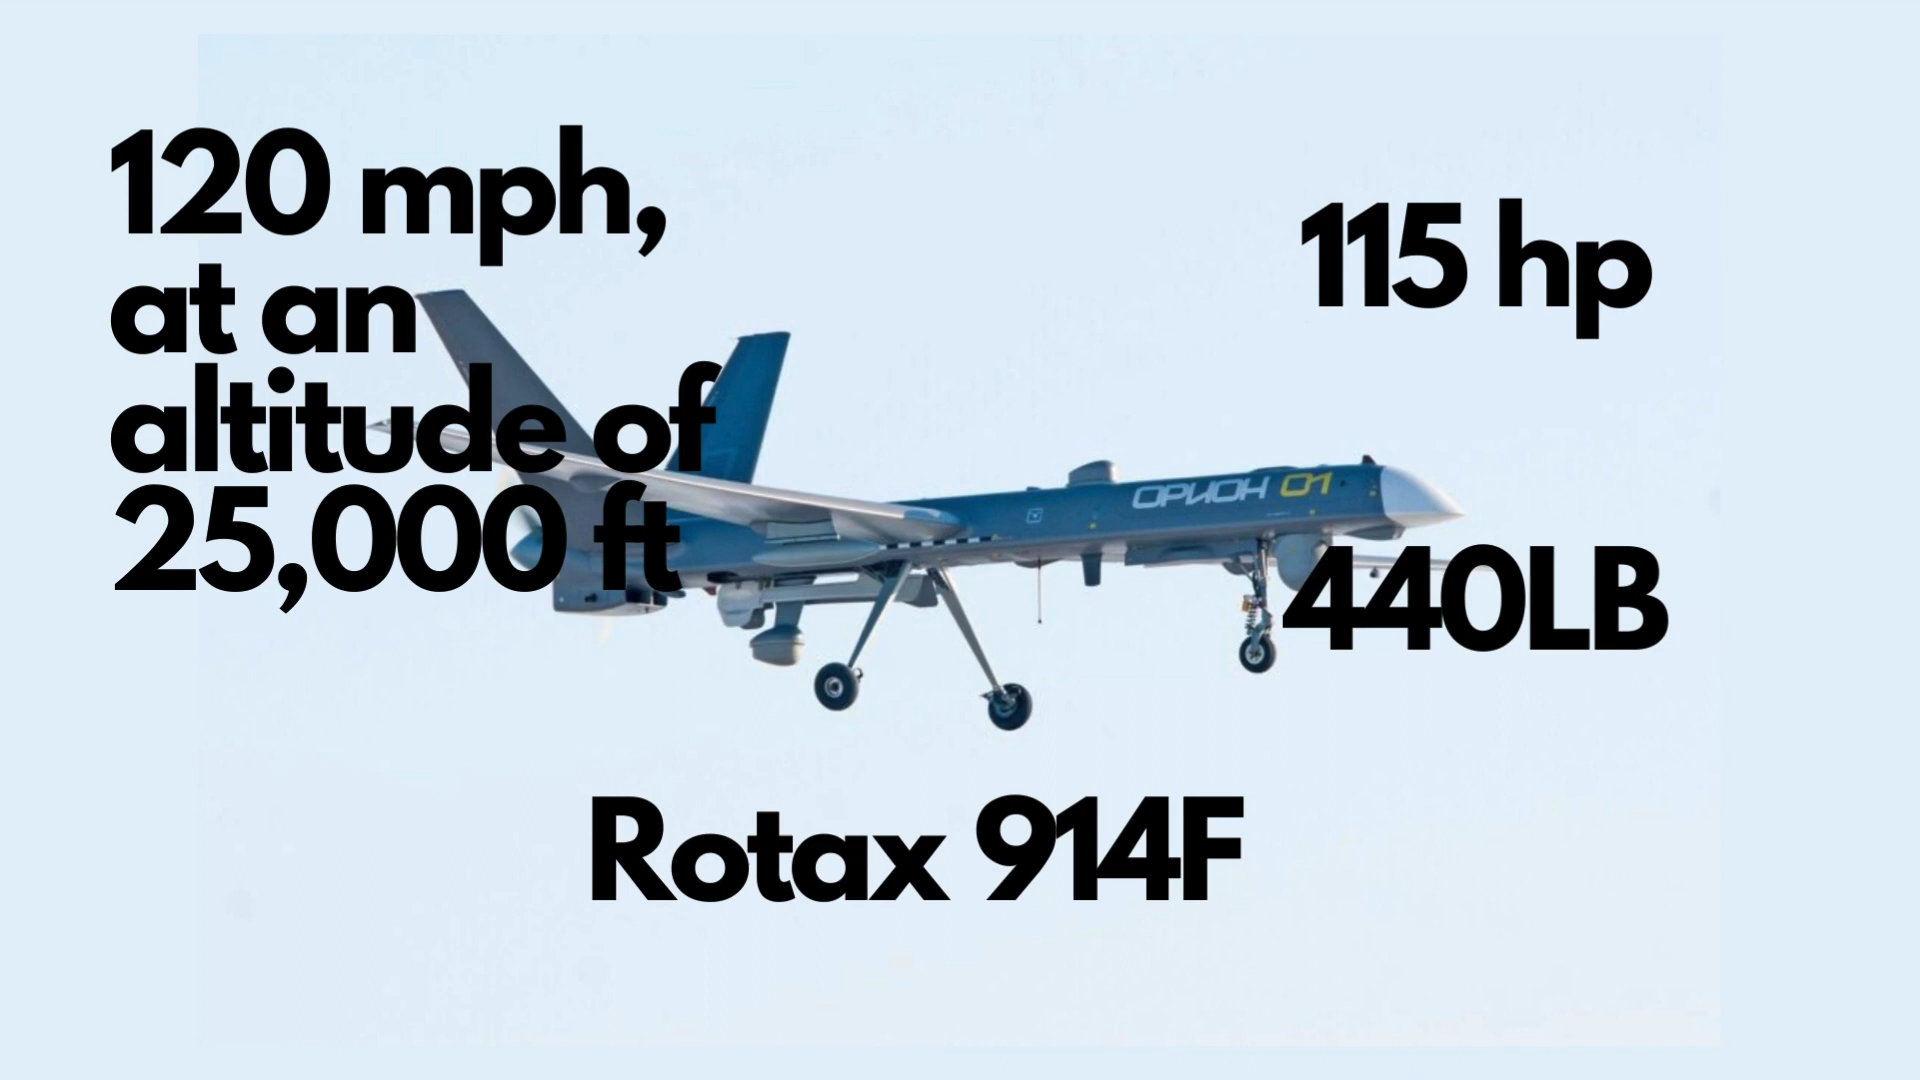 120 mph,
at an
altitude of
25,000 ft
115 hp
ОРИОН 01
440LB
Rotax 914F